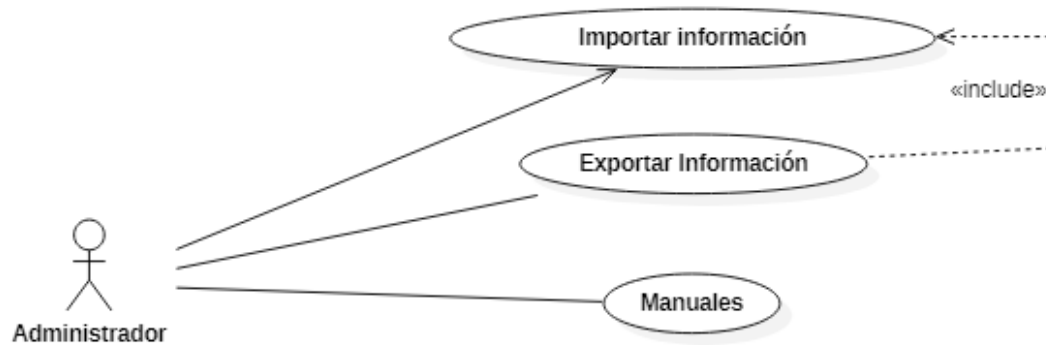 Importar información
«include»
Exportar Información
Manuales
Administrador